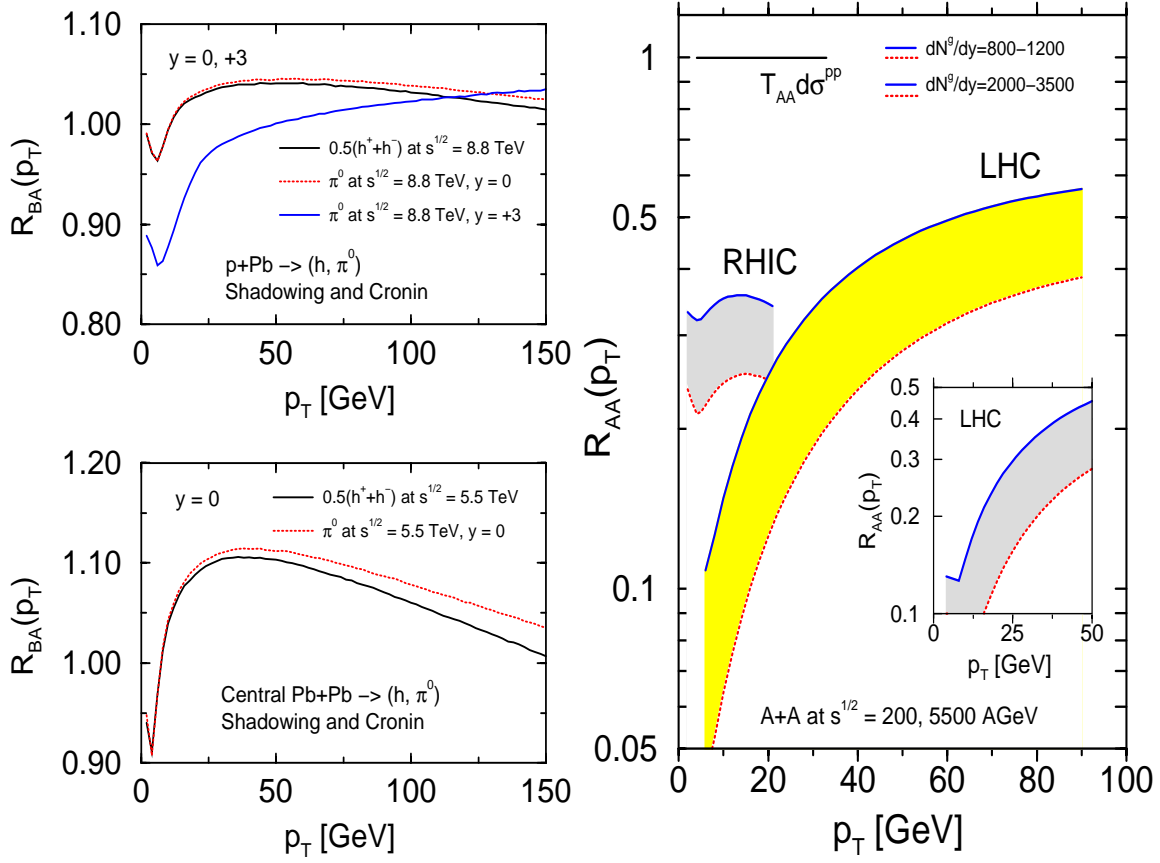 1.10
1.00
0.90
0.80
R_BA(p_T)
y = 0, +3
0.5(h⁺+h⁻) at s^1/2 = 8.8 TeV
π⁰ at s^1/2 = 8.8 TeV, y = 0
π⁰ at s^1/2 = 8.8 TeV, y = +3
p+Pb −> (h, π⁰)
Shadowing and Cronin
0 50 100 150
p_T [GeV]
1.20
1.10
1.00
0.90
R_BA(p_T)
y = 0
0.5(h⁺+h⁻) at s^1/2 = 5.5 TeV
π⁰ at s^1/2 = 5.5 TeV, y = 0
Central Pb+Pb −> (h, π⁰)
Shadowing and Cronin
0 50 100 150
p_T [GeV]
1
0.5
0.1
0.05
R_AA(p_T)
dN^g/dy=800−1200
dN^g/dy=2000−3500
T_AA dσ^pp
LHC
RHIC
0.5
0.4
0.3
0.2
0.1
R_AA(p_T)
LHC
0 25 50
p_T [GeV]
A+A at s^1/2 = 200, 5500 AGeV
0 20 40 60 80 100
p_T [GeV]